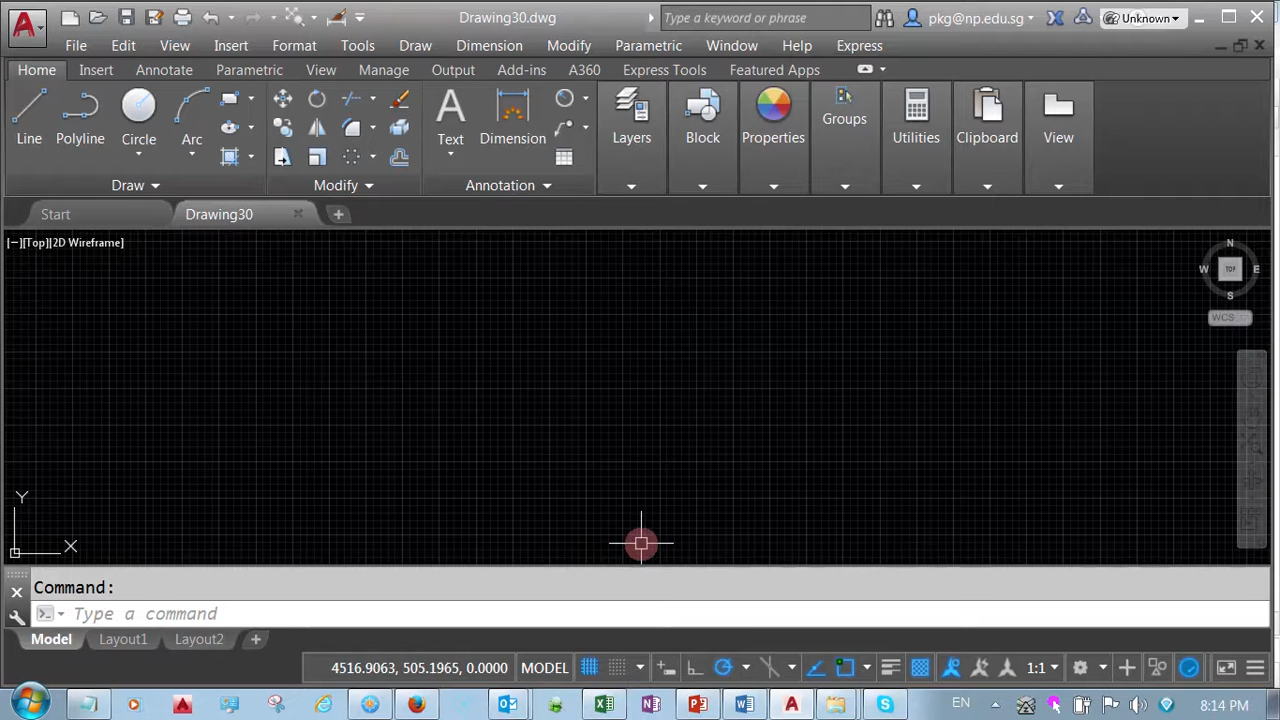 Drawing30.dwg
Type a keyword or phrase
pkg@np.edu.sg
Unknown
File Edit View Insert Format Tools Draw Dimension Modify Parametric Window Help Express
Home Insert Annotate Parametric View Manage Output Add-ins A360 Express Tools Featured Apps
Line Polyline Circle Arc Text Dimension Layers Block Properties Groups Utilities Clipboard View
Draw Modify Annotation
Start Drawing30
[−][Top][2D Wireframe]
N
W TOP E
S
WCS
Y
X
Command:
Type a command
Model Layout1 Layout2
4516.9063, 505.1965, 0.0000 MODEL 1:1
EN 8:14 PM